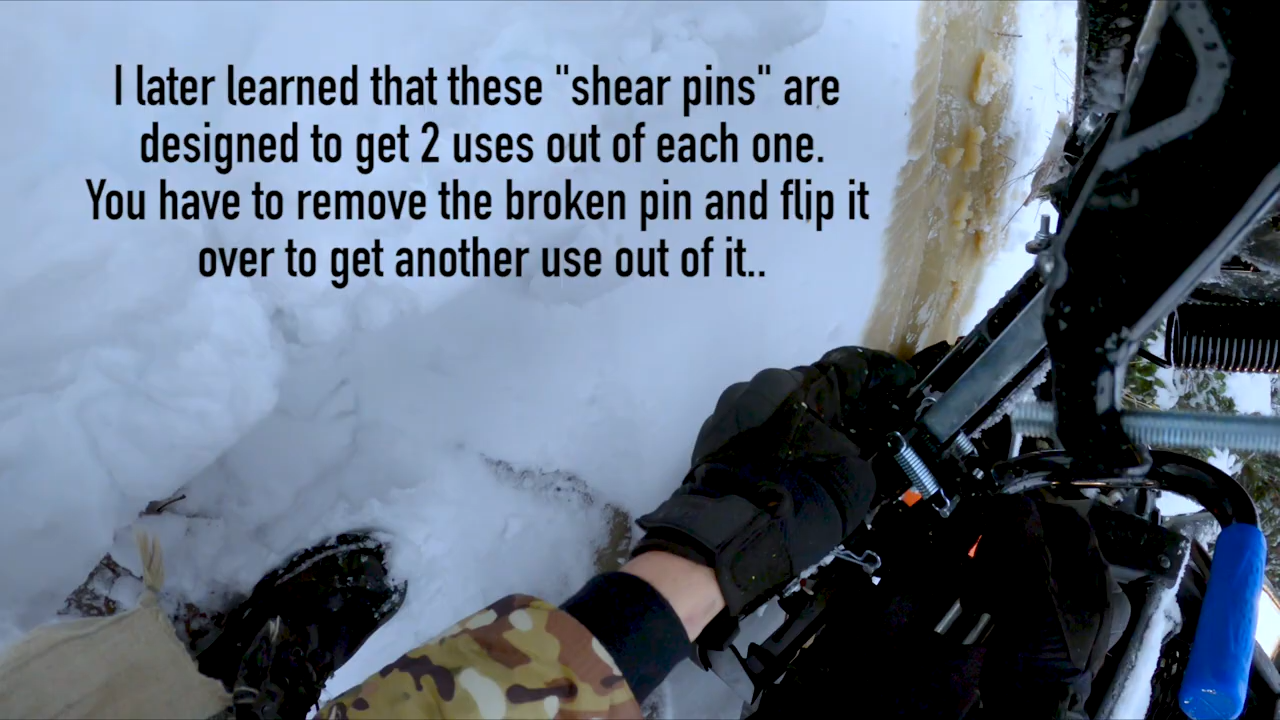 I later learned that these "shear pins" are
designed to get 2 uses out of each one.
You have to remove the broken pin and flip it
over to get another use out of it..